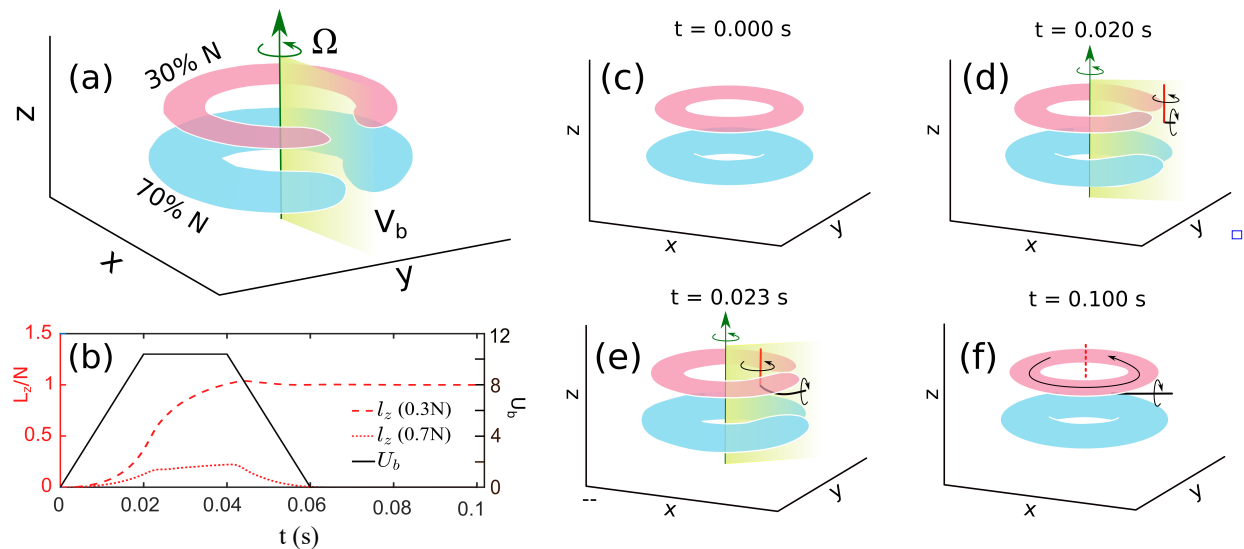 (a)
30% N
70% N
Ω
V_b
z
x
y
(b)
L_z/N
1.5
1
0.5
0
12
8
4
0
U_b
l_z (0.3N)
l_z (0.7N)
U_b
0
0.02
0.04
0.06
0.08
0.1
t (s)
t = 0.000 s
(c)
z
x
y
t = 0.020 s
(d)
z
x
y
t = 0.023 s
(e)
z
x
y
--
t = 0.100 s
(f)
z
x
y